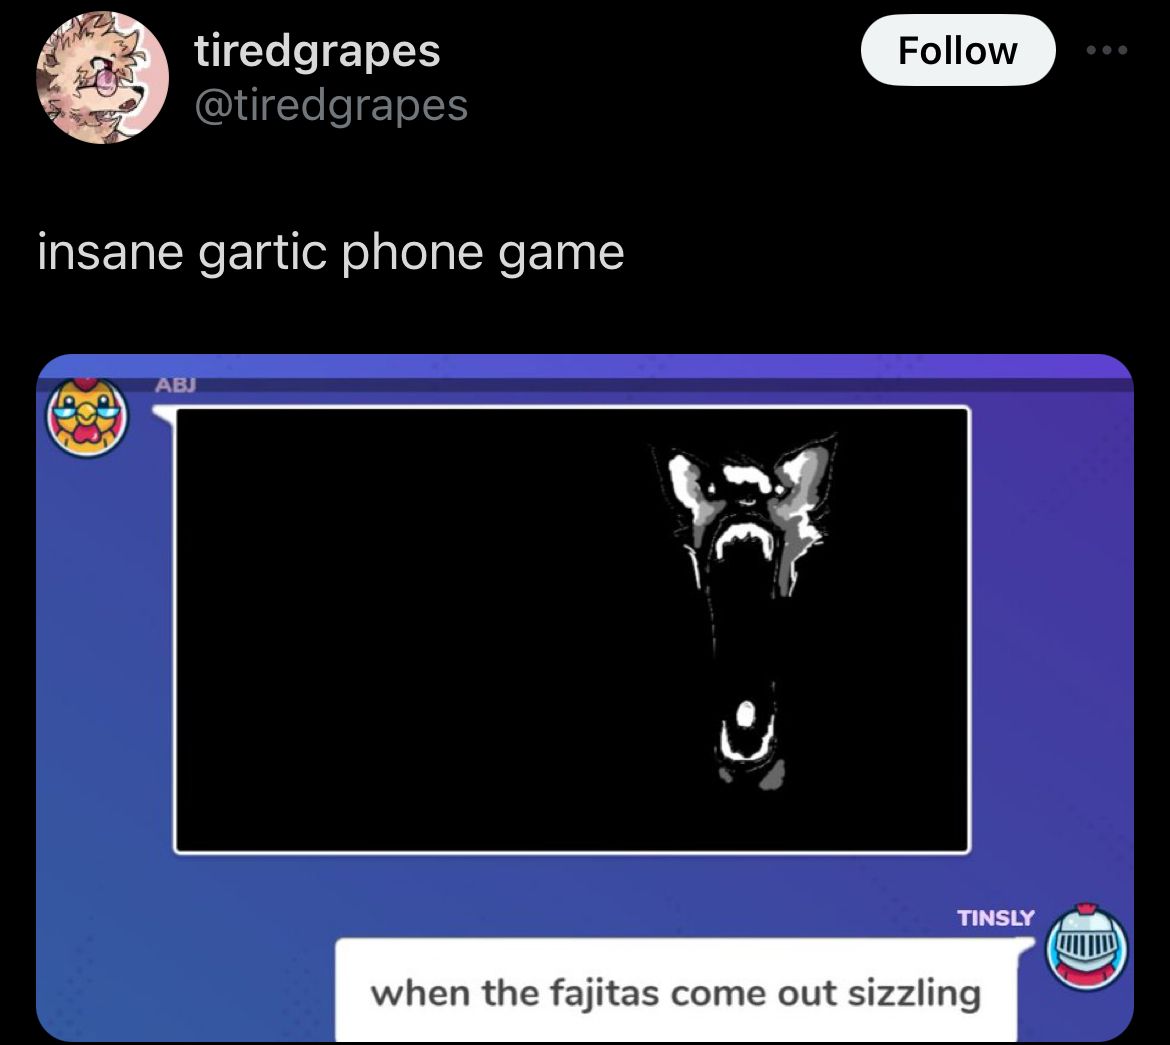 tiredgrapes
@tiredgrapes
Follow
insane gartic phone game
ABJ
TINSLY
when the fajitas come out sizzling